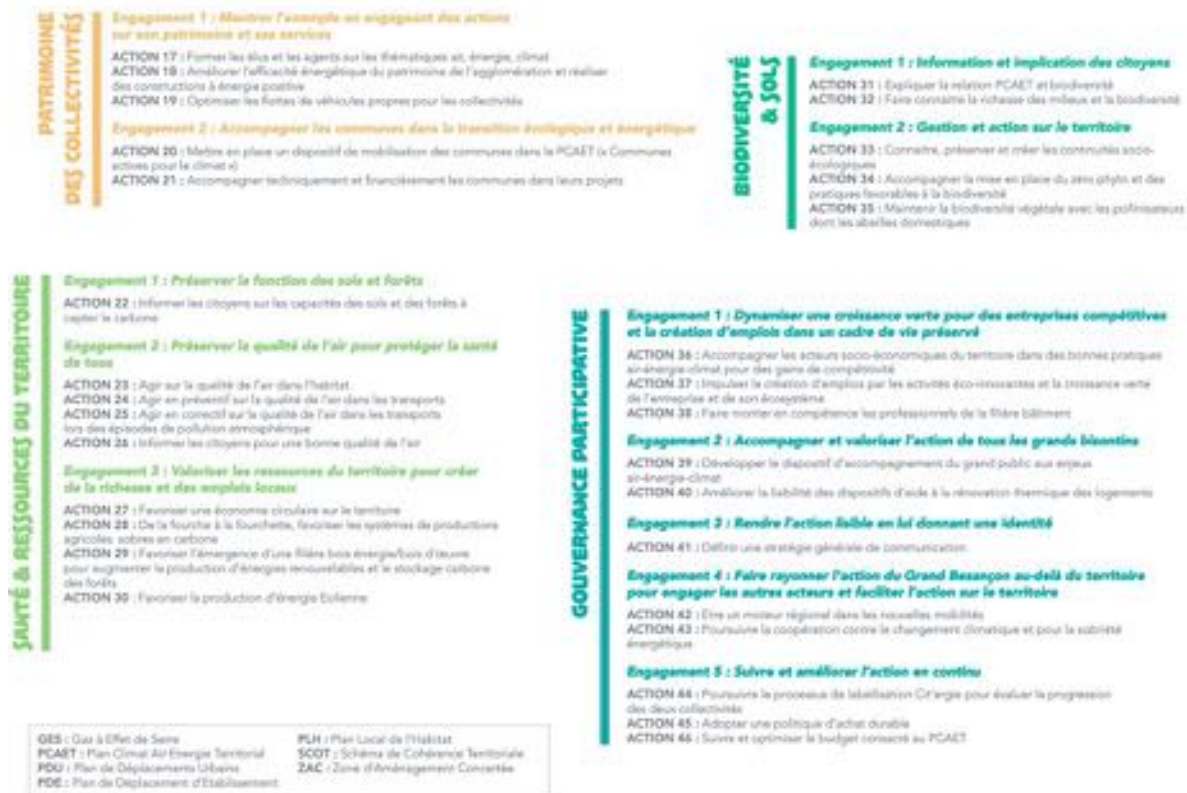 PATRIMOINE
DES COLLECTIVITÉS
Engagement 1 : Montrer l'exemple en engageant des actions
sur son patrimoine et ses services
ACTION 17 : Former les élus et les agents sur les thématiques air, énergie, climat
ACTION 18 : Améliorer l'efficacité énergétique du patrimoine de l'agglomération et réaliser
des constructions à énergie positive
ACTION 19 : Optimiser les flottes de véhicules propres pour les collectivités
Engagement 2 : Accompagner les communes dans la transition écologique et énergétique
ACTION 20 : Mettre en place un dispositif de mobilisation des communes dans le PCAET (« Communes
actives pour le climat »)
ACTION 21 : Accompagner techniquement et financièrement les communes dans leurs projets
BIODIVERSITÉ
& SOLS
Engagement 1 : Information et implication des citoyens
ACTION 31 : Expliquer la relation PCAET et biodiversité
ACTION 32 : Faire connaitre la richesse des milieux et la biodiversité
Engagement 2 : Gestion et action sur le territoire
ACTION 33 : Connaitre, préserver et créer les continuités socio-
écologiques
ACTION 34 : Accompagner la mise en place du zéro phyto et des
pratiques favorables à la biodiversité
ACTION 35 : Maintenir la biodiversité végétale avec les pollinisateurs
dont les abeilles domestiques
SANTÉ & RESSOURCES DU TERRITOIRE
Engagement 1 : Préserver la fonction des sols et forêts
ACTION 22 : Informer les citoyens sur les capacités des sols et des forêts à
capter le carbone
Engagement 2 : Préserver la qualité de l'air pour protéger la santé
de tous
ACTION 23 : Agir sur la qualité de l'air dans l'habitat
ACTION 24 : Agir en préventif sur la qualité de l'air dans les transports
ACTION 25 : Agir en correctif sur la qualité de l'air dans les transports
lors des épisodes de pollution atmosphérique
ACTION 26 : Informer les citoyens pour une bonne qualité de l'air
Engagement 3 : Valoriser les ressources du territoire pour créer
de la richesse et des emplois locaux
ACTION 27 : Favoriser une économie circulaire sur le territoire
ACTION 28 : De la fourche à la fourchette, favoriser les systèmes de productions
agricoles sobres en carbone
ACTION 29 : Favoriser l'émergence d'une filière bois énergie/bois d'œuvre
pour augmenter la production d'énergies renouvelables et le stockage carbone
des forêts
ACTION 30 : Favoriser la production d'énergie Eolienne
GOUVERNANCE PARTICIPATIVE
Engagement 1 : Dynamiser une croissance verte pour des entreprises compétitives
et la création d'emplois dans un cadre de vie préservé
ACTION 36 : Accompagner les acteurs socio-économiques du territoire dans des bonnes pratiques
air-énergie-climat pour des gains de compétitivité
ACTION 37 : Impulser la création d'emplois par les activités éco-innovantes et la croissance verte
de l'entreprise et de son écosystème
ACTION 38 : Faire monter en compétence les professionnels de la filière bâtiment
Engagement 2 : Accompagner et valoriser l'action de tous les grands bisontins
ACTION 39 : Développer le dispositif d'accompagnement du grand public aux enjeux
air-énergie-climat
ACTION 40 : Améliorer la lisibilité des dispositifs d'aide à la rénovation thermique des logements
Engagement 3 : Rendre l'action lisible en lui donnant une identité
ACTION 41 : Définir une stratégie générale de communication
Engagement 4 : Faire rayonner l'action du Grand Besançon au-delà du territoire
pour engager les autres acteurs et faciliter l'action sur le territoire
ACTION 42 : Etre un moteur régional dans les nouvelles mobilités
ACTION 43 : Poursuivre la coopération contre le changement climatique et pour la sobriété
énergétique
Engagement 5 : Suivre et améliorer l'action en continu
ACTION 44 : Poursuivre le processus de labellisation Cit'ergie pour évaluer la progression
des deux collectivités
ACTION 45 : Adopter une politique d'achat durable
ACTION 46 : Suivre et optimiser le budget consacré au PCAET
GES : Gaz à Effet de Serre
PCAET : Plan Climat Air Energie Territorial
PDU : Plan de Déplacements Urbains
PDE : Plan de Déplacement d'Etablissement
PLH : Plan Local de l'Habitat
SCOT : Schéma de Cohérence Territoriale
ZAC : Zone d'Aménagement Concertée